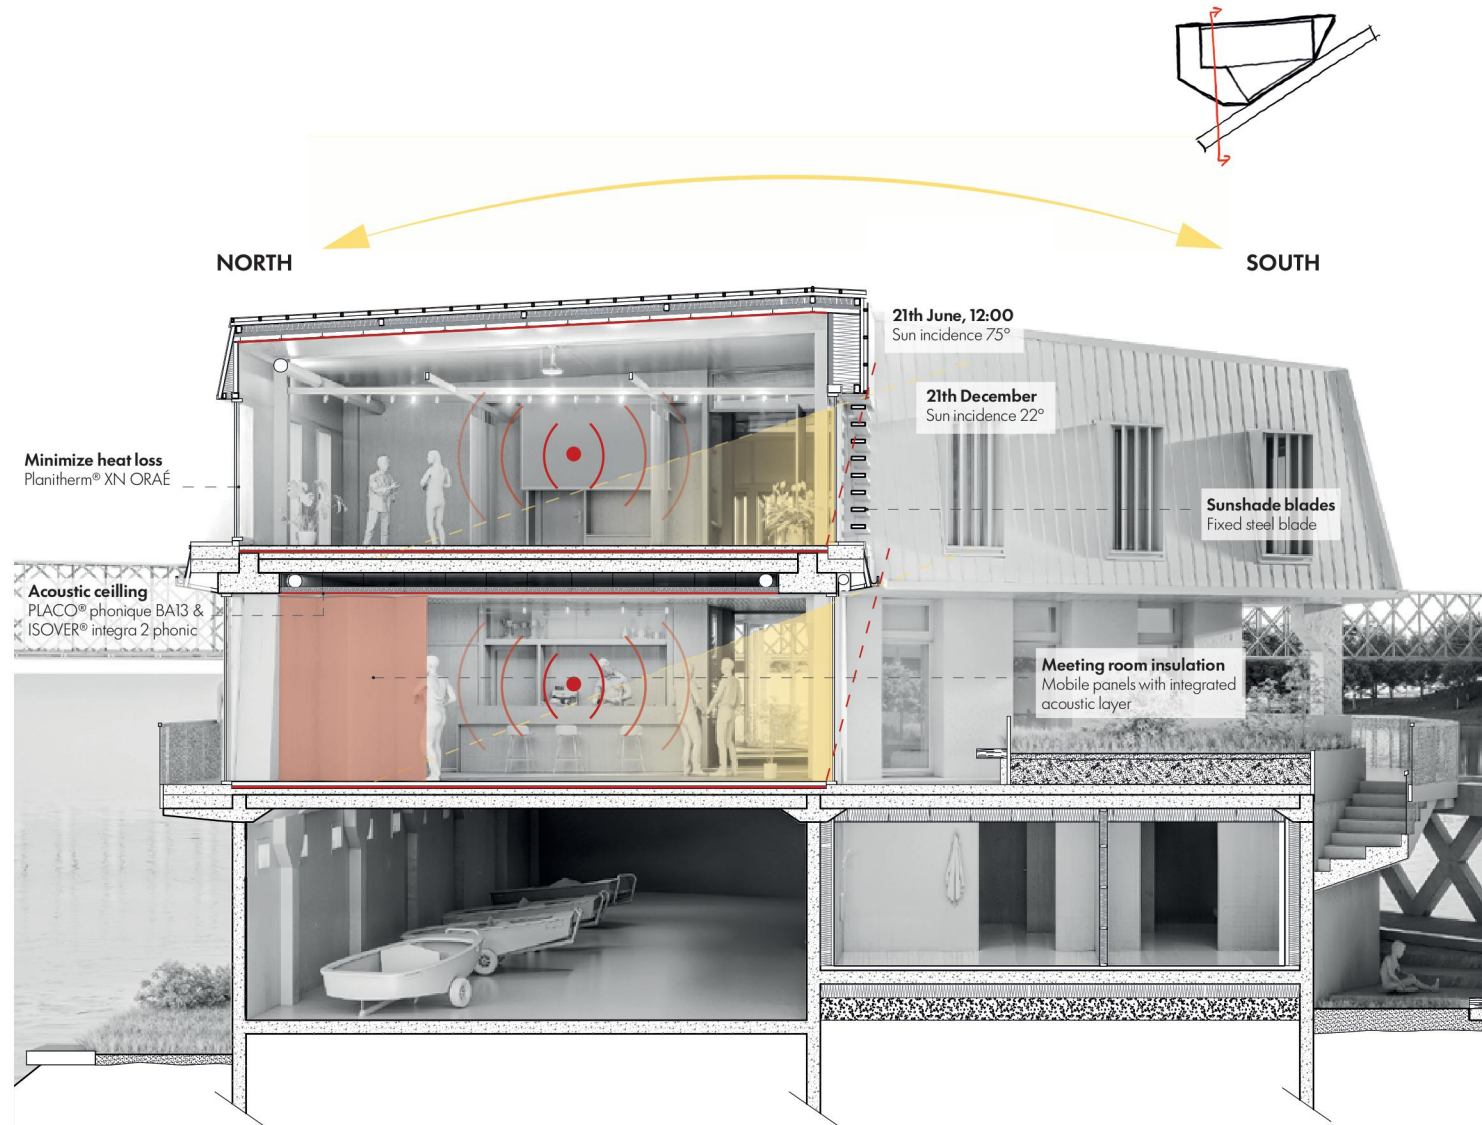 NORTH
SOUTH
21th June, 12:00
Sun incidence 75°
21th December
Sun incidence 22°
Minimize heat loss
Planitherm® XN ORAÉ
Sunshade blades
Fixed steel blade
Acoustic ceilling
PLACO® phonique BA13 &
ISOVER® integra 2 phonic
Meeting room insulation
Mobile panels with integrated
acoustic layer